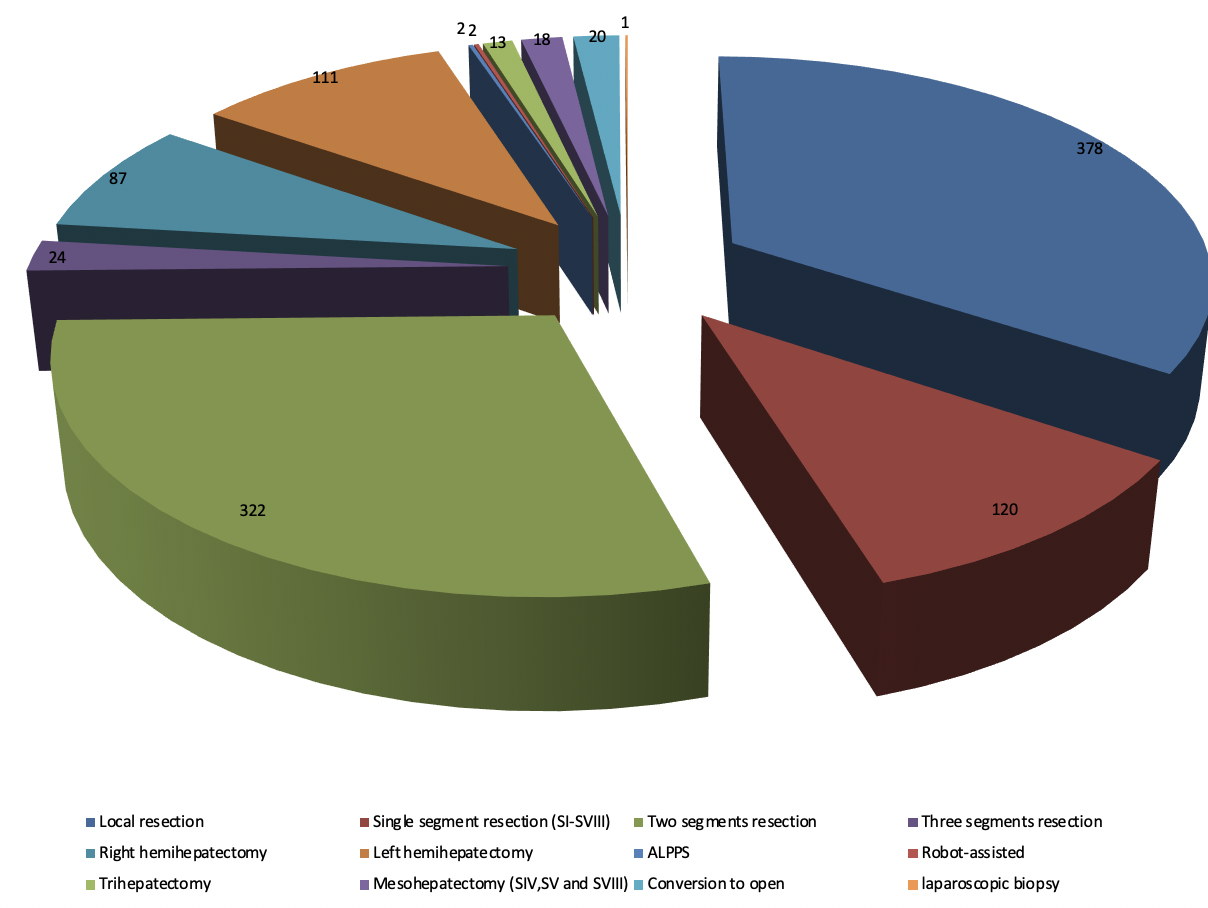 1
2 2 13 18 20
111
378
87
24
322
120
Local resection Single segment resection (SI-SVIII) Two segments resection Three segments resection
Right hemihepatectomy Left hemihepatectomy ALPPS Robot-assisted
Trihepatectomy Mesohepatectomy (SIV,SV and SVIII) Conversion to open laparoscopic biopsy